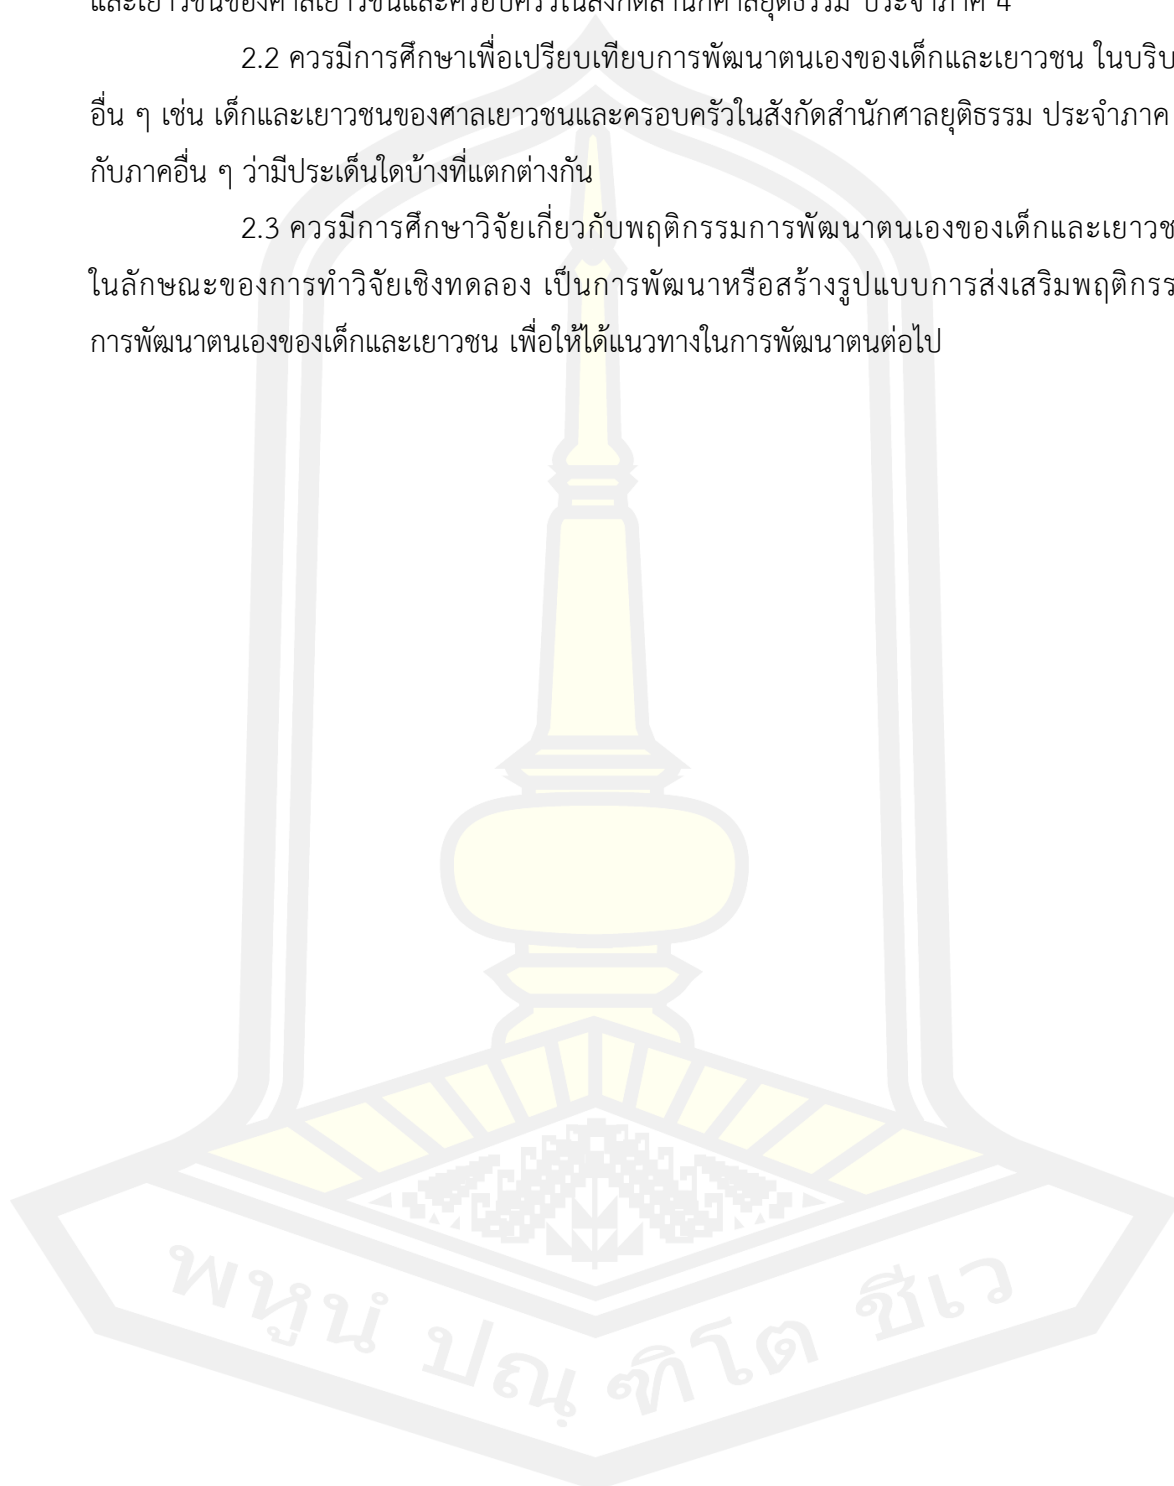 และเยาวชนของศาลเยาวชนและครอบครัวในสังกัดสำนักศาลยุติธรรม ประจำภาค 4
2.2 ควรมีการศึกษาเพื่อเปรียบเทียบการพัฒนาตนเองของเด็กและเยาวชน ในบริบ
อื่น ๆ เช่น เด็กและเยาวชนของศาลเยาวชนและครอบครัวในสังกัดสำนักศาลยุติธรรม ประจำภาค
กับภาคอื่น ๆ ว่ามีประเด็นใดบ้างที่แตกต่างกัน
2.3 ควรมีการศึกษาวิจัยเกี่ยวกับพฤติกรรมการพัฒนาตนเองของเด็กและเยาวช
ในลักษณะของการทำวิจัยเชิงทดลอง เป็นการพัฒนาหรือสร้างรูปแบบการส่งเสริมพฤติกรร
การพัฒนาตนเองของเด็กและเยาวชน เพื่อให้ได้แนวทางในการพัฒนาตนต่อไป
พหูนํ ปณฺฑิโต ชีเว